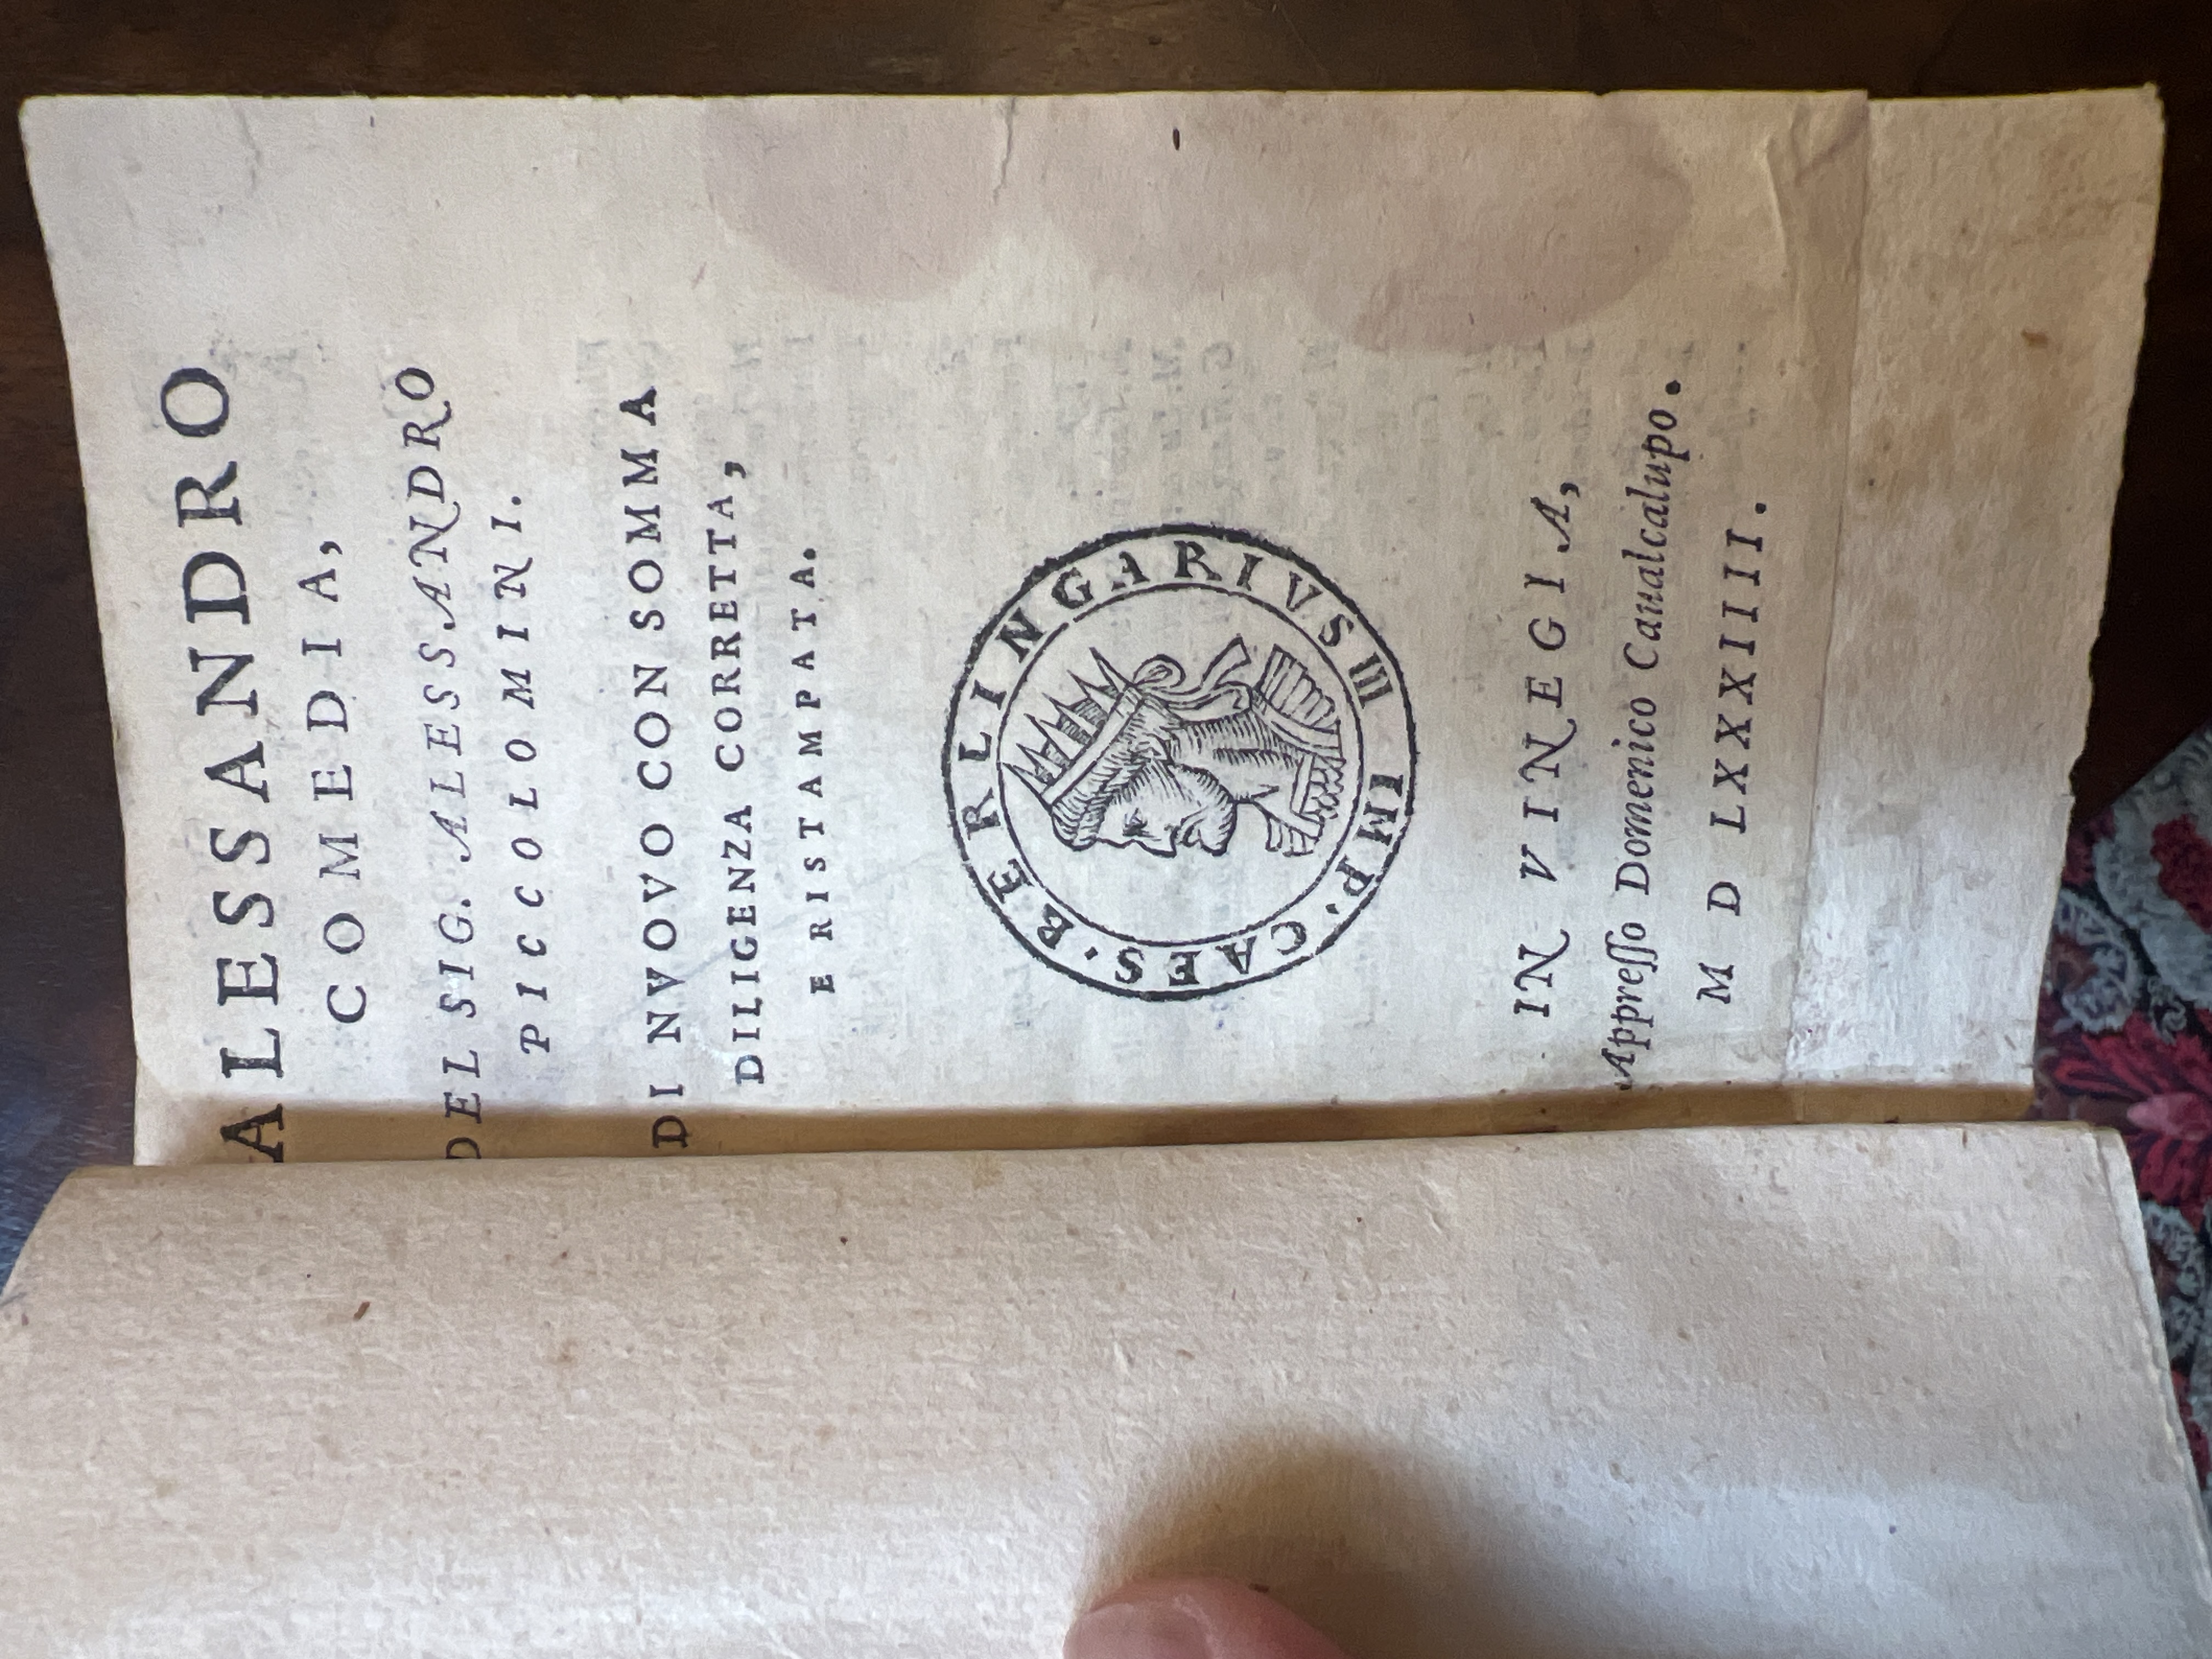 ALESSANDRO
COMEDIA,
DEL SIG. ALESSANDRO
PICCOLOMINI.
DI NVOVO CON SOMMA
DILIGENZA CORRETTA,
E RISTAMPATA.
BERLINGARIVS III IMP. CAES.
IN VINEGIA,
Appresso Domenico Caualcalupo.
M D LXXXIIII.